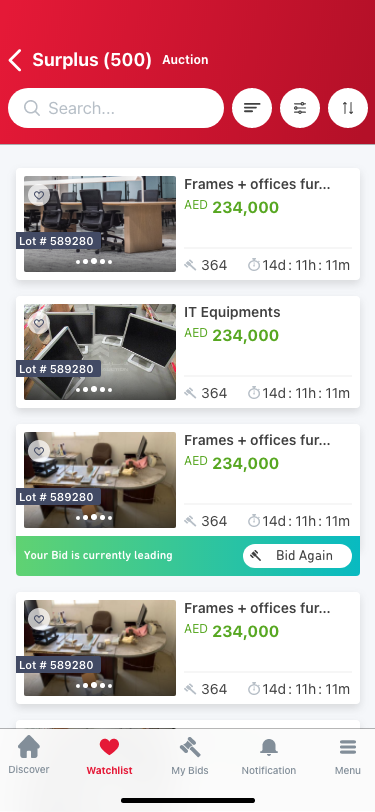 Surplus (500) Auction
Search...
Frames + offices fur...
AED 234,000
Lot # 589280
364 14d : 11h : 11m
IT Equipments
AED 234,000
Lot # 589280
364 14d : 11h : 11m
Frames + offices fur...
AED 234,000
Lot # 589280
364 14d : 11h : 11m
Your Bid is currently leading
Bid Again
Frames + offices fur...
AED 234,000
Lot # 589280
364 14d : 11h : 11m
Discover Watchlist My Bids Notification Menu